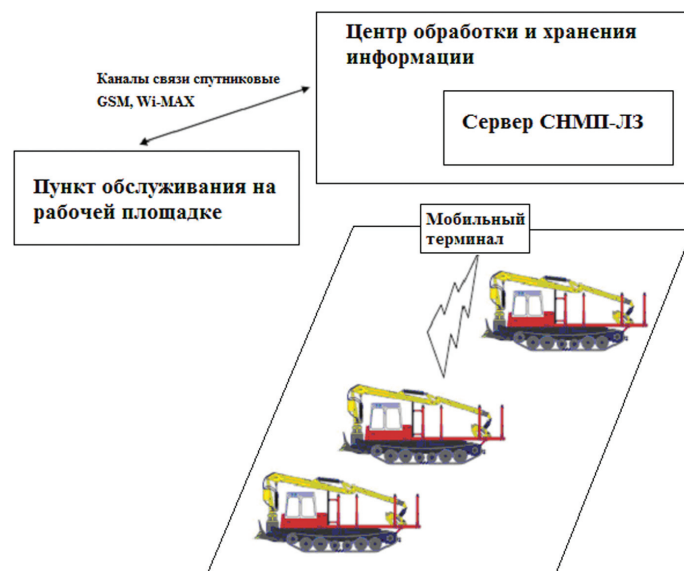 Центр обработки и хранения
информации
Каналы связи спутниковые
GSM, Wi-MAX
Сервер СНМП-ЛЗ
Пункт обслуживания на
рабочей площадке
Мобильный
терминал